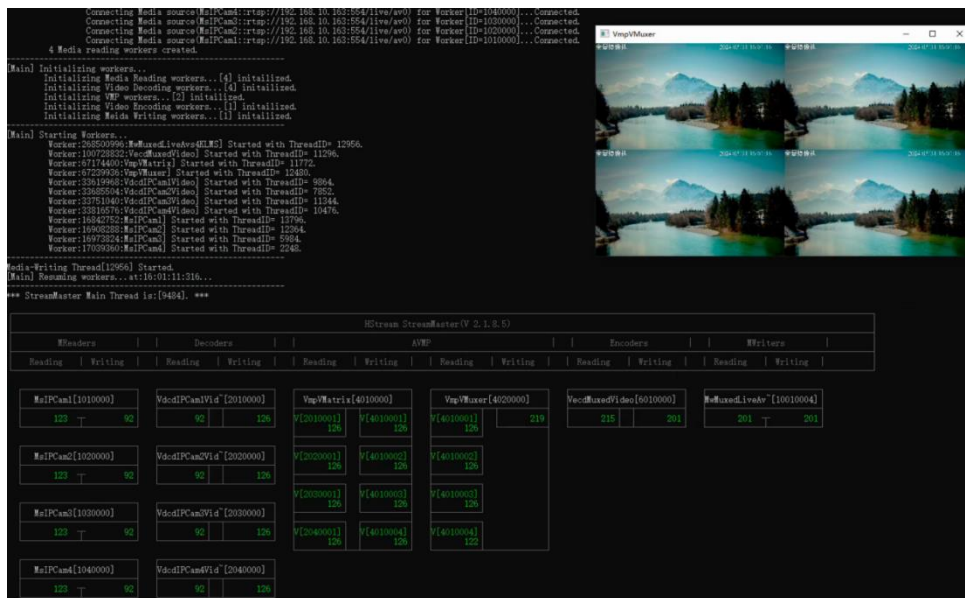 Connecting Media source(MsIPCam4::rtsp://192.168.10.163:554/live/av0) for Worker[ID=1040000]...Connected.
Connecting Media source(MsIPCam3::rtsp://192.168.10.163:554/live/av0) for Worker[ID=1030000]...Connected.
Connecting Media source(MsIPCam2::rtsp://192.168.10.163:554/live/av0) for Worker[ID=1020000]...Connected.
Connecting Media source(MsIPCam1::rtsp://192.168.10.163:554/live/av0) for Worker[ID=1010000]...Connected.
4 Media reading workers created.
[Main] Initializing workers...
Initializing Media Reading workers...[4] initailized.
Initializing Video Decoding workers...[4] initailized.
Initializing VMP workers...[2] initailized.
Initializing Video Encoding workers...[1] initailized.
Initializing Meida Writing workers...[1] initailized.
[Main] Starting Workers...
Worker:268500996:MwMuxedLiveAvs4KLMS] Started with ThreadID= 12956.
Worker:100728832:VecdMuxedVideo] Started with ThreadID= 11296.
Worker:67174400:VmpVMatrix] Started with ThreadID= 11772.
Worker:67239936:VmpVMuxer] Started with ThreadID= 12480.
Worker:33619968:VdcdIPCam1Video] Started with ThreadID= 9864.
Worker:33685504:VdcdIPCam2Video] Started with ThreadID= 7852.
Worker:33751040:VdcdIPCam3Video] Started with ThreadID= 11344.
Worker:33816576:VdcdIPCam4Video] Started with ThreadID= 10476.
Worker:16842752:MsIPCam1] Started with ThreadID= 13796.
Worker:16908288:MsIPCam2] Started with ThreadID= 12364.
Worker:16973824:MsIPCam3] Started with ThreadID= 5984.
Worker:17039360:MsIPCam4] Started with ThreadID= 2248.
Media-Writing Thread[12956] Started.
[Main] Resuming workers...at:16:01:11:316...
*** StreamMaster Main Thread is:[9484]. ***
VmpVMuxer
HStream StreamMaster(V 2.1.8.5)
MReaders | | Decoders | | AVMP | | Encoders | | MWriters |
Reading | Writing | | Reading | Writing | | Reading | Writing | | Reading | Writing | | Reading | Writing | | Reading | Writing |
MsIPCam1[1010000] VdcdIPCam1Vid~[2010000] VmpVMatrix[4010000] VmpVMuxer[4020000] VecdMuxedVideo[6010000] MwMuxedLiveAv~[10010004]
123 92 92 126 V[2010001] V[4010001] V[4010001] 219 215 201 201 201
126 126 126
MsIPCam2[1020000] VdcdIPCam2Vid~[2020000] V[2020001] V[4010002] V[4010002]
123 92 92 126 126 126 126
MsIPCam3[1030000] VdcdIPCam3Vid~[2030000] V[2030001] V[4010003] V[4010003]
123 92 92 126 126 126 126
MsIPCam4[1040000] VdcdIPCam4Vid~[2040000] V[2040001] V[4010004] V[4010004]
123 92 92 126 126 126 122